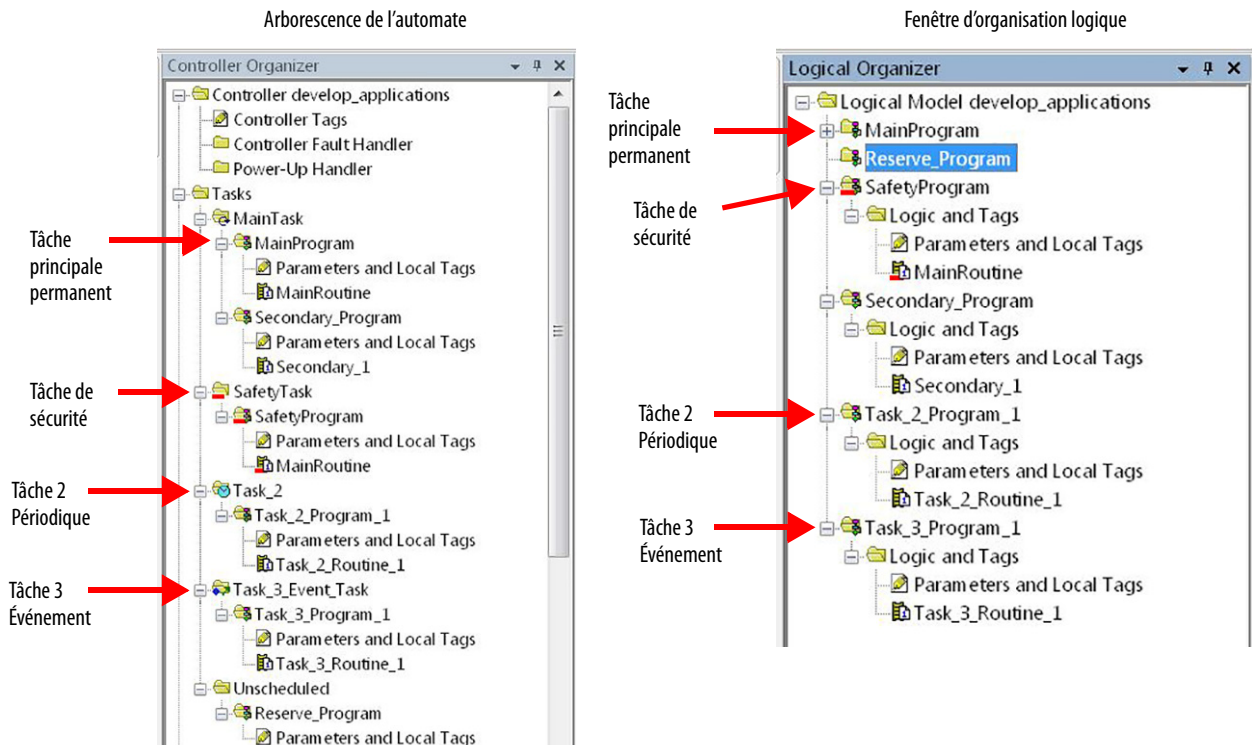 Arborescence de l’automate
Controller Organizer
Controller develop_applications
Controller Tags
Controller Fault Handler
Power-Up Handler
Tasks
MainTask
Tâche
principale
permanent
MainProgram
Parameters and Local Tags
MainRoutine
Secondary_Program
Parameters and Local Tags
Secondary_1
Tâche de
sécurité
SafetyTask
SafetyProgram
Parameters and Local Tags
MainRoutine
Tâche 2
Périodique
Task_2
Task_2_Program_1
Parameters and Local Tags
Task_2_Routine_1
Tâche 3
Événement
Task_3_Event_Task
Task_3_Program_1
Parameters and Local Tags
Task_3_Routine_1
Unscheduled
Reserve_Program
Parameters and Local Tags
Fenêtre d’organisation logique
Logical Organizer
Logical Model develop_applications
Tâche
principale
permanent
MainProgram
Reserve_Program
Tâche de
sécurité
SafetyProgram
Logic and Tags
Parameters and Local Tags
MainRoutine
Secondary_Program
Logic and Tags
Parameters and Local Tags
Secondary_1
Tâche 2
Périodique
Task_2_Program_1
Logic and Tags
Parameters and Local Tags
Task_2_Routine_1
Tâche 3
Événement
Task_3_Program_1
Logic and Tags
Parameters and Local Tags
Task_3_Routine_1